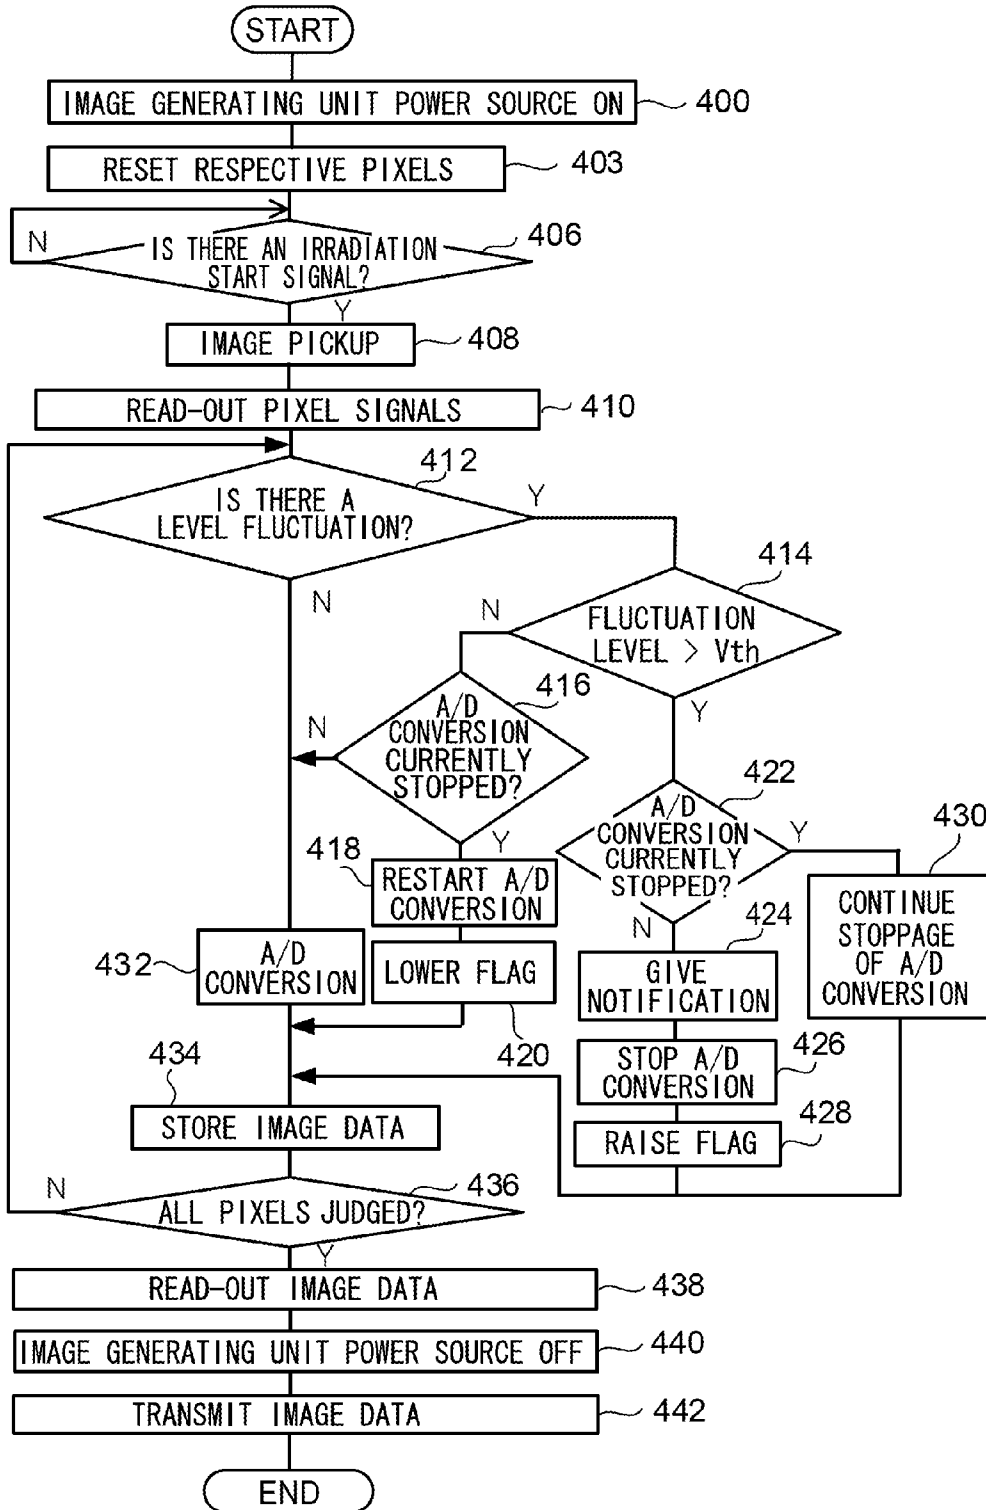 START
IMAGE GENERATING UNIT POWER SOURCE ON
400
RESET RESPECTIVE PIXELS
403
N
IS THERE AN IRRADIATION
START SIGNAL?
406
Y
IMAGE PICKUP
408
READ-OUT PIXEL SIGNALS
410
412
IS THERE A
LEVEL FLUCTUATION?
Y
N
414
FLUCTUATION
LEVEL > Vth
N
Y
416
A/D
CONVERSION
CURRENTLY
STOPPED?
N
Y
418
RESTART A/D
CONVERSION
LOWER FLAG
420
422
A/D
CONVERSION
CURRENTLY
STOPPED?
Y
N
430
CONTINUE
STOPPAGE
OF A/D
CONVERSION
424
GIVE
NOTIFICATION
STOP A/D
CONVERSION
426
RAISE FLAG
428
432
A/D
CONVERSION
434
STORE IMAGE DATA
N
ALL PIXELS JUDGED?
436
Y
READ-OUT IMAGE DATA
438
IMAGE GENERATING UNIT POWER SOURCE OFF
440
TRANSMIT IMAGE DATA
442
END